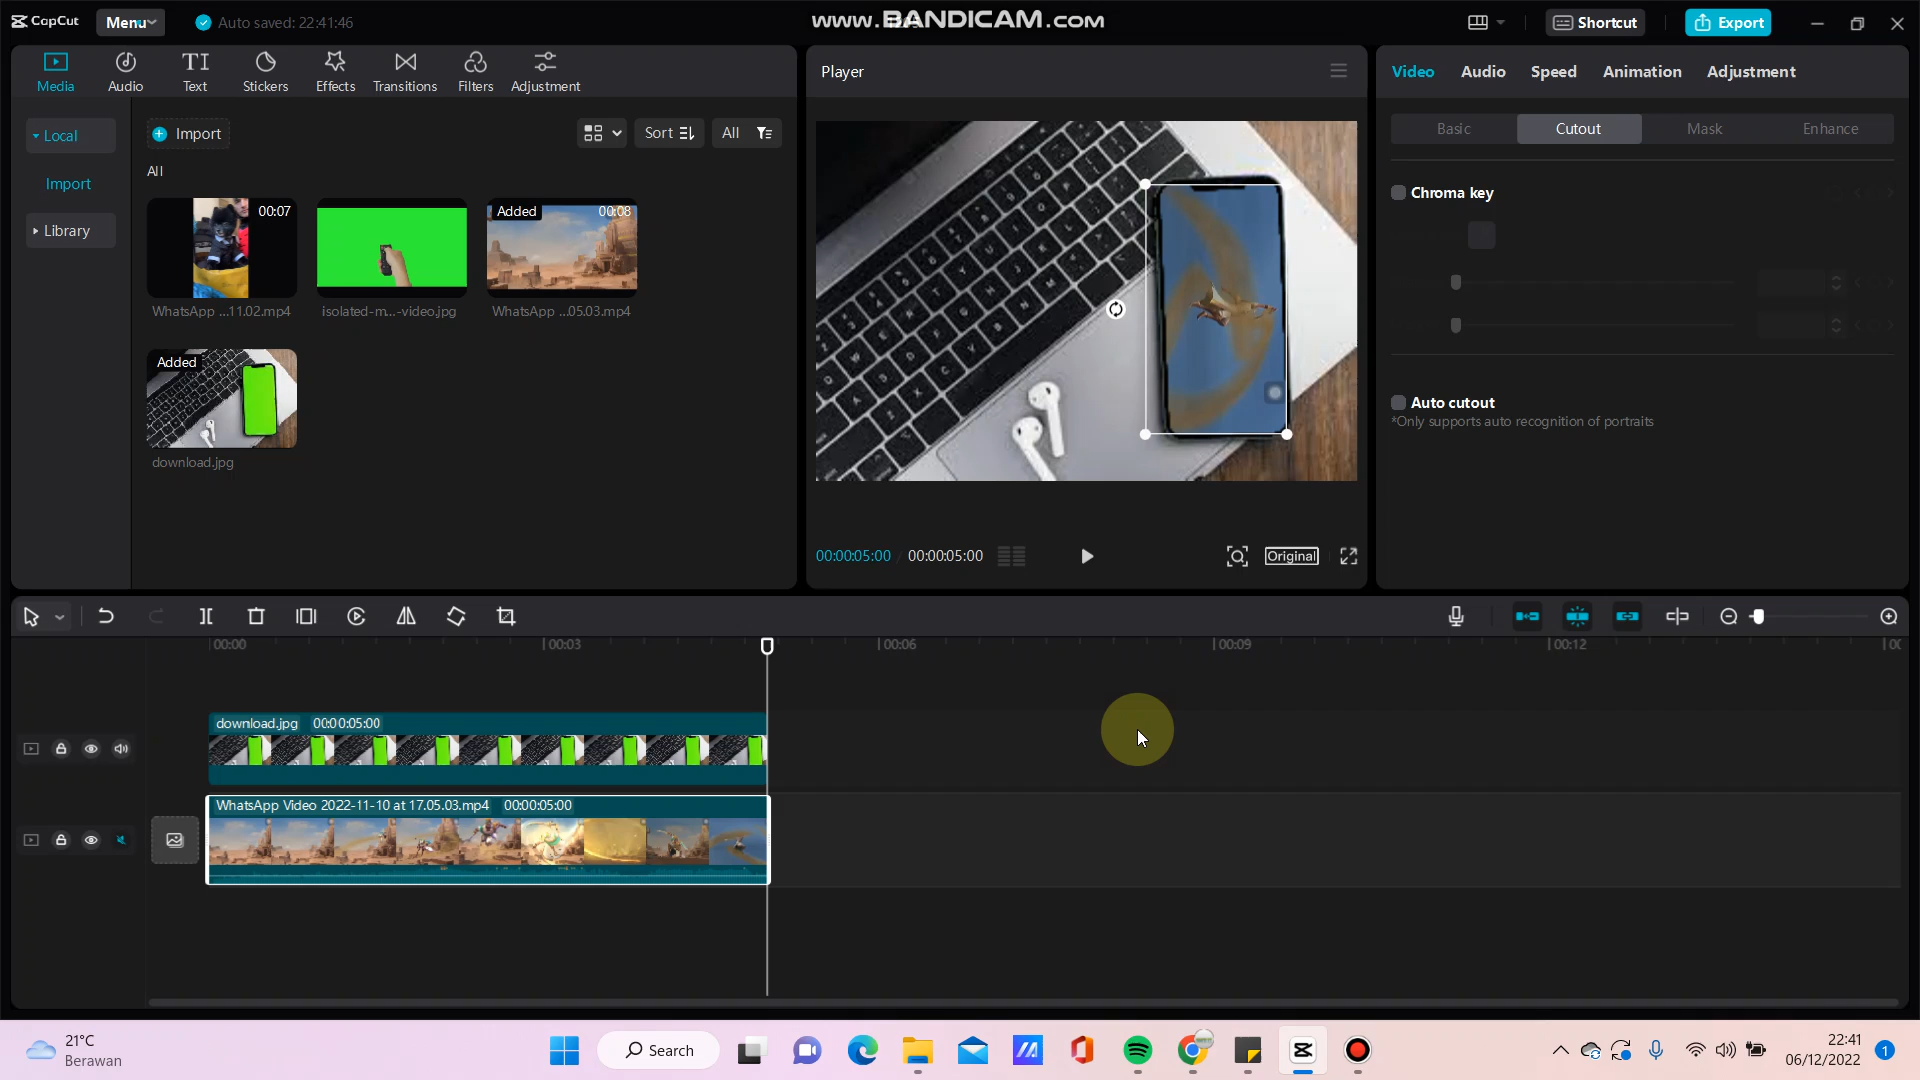 CapCut
Menu
Auto saved: 22:41:46
www.BANDICAM.com
Shortcut
Export
Media
Audio
Text
Stickers
Effects
Transitions
Filters
Adjustment
Player
Video
Audio
Speed
Animation
Adjustment
Local
Import
Library
Import
Sort
All
All
00:07
WhatsApp ...11.02.mp4
isolated-m...-video.jpg
Added
00:08
WhatsApp ...05.03.mp4
Added
download.jpg
Basic
Cutout
Mask
Enhance
Chroma key
Auto cutout
*Only supports auto recognition of portraits
00:00:05:00
00:00:05:00
Original
00:00
00:03
00:06
00:09
00:12
download.jpg 00:00:05:00
WhatsApp Video 2022-11-10 at 17.05.03.mp4 00:00:05:00
21°C
Berawan
Search
22:41
06/12/2022
1